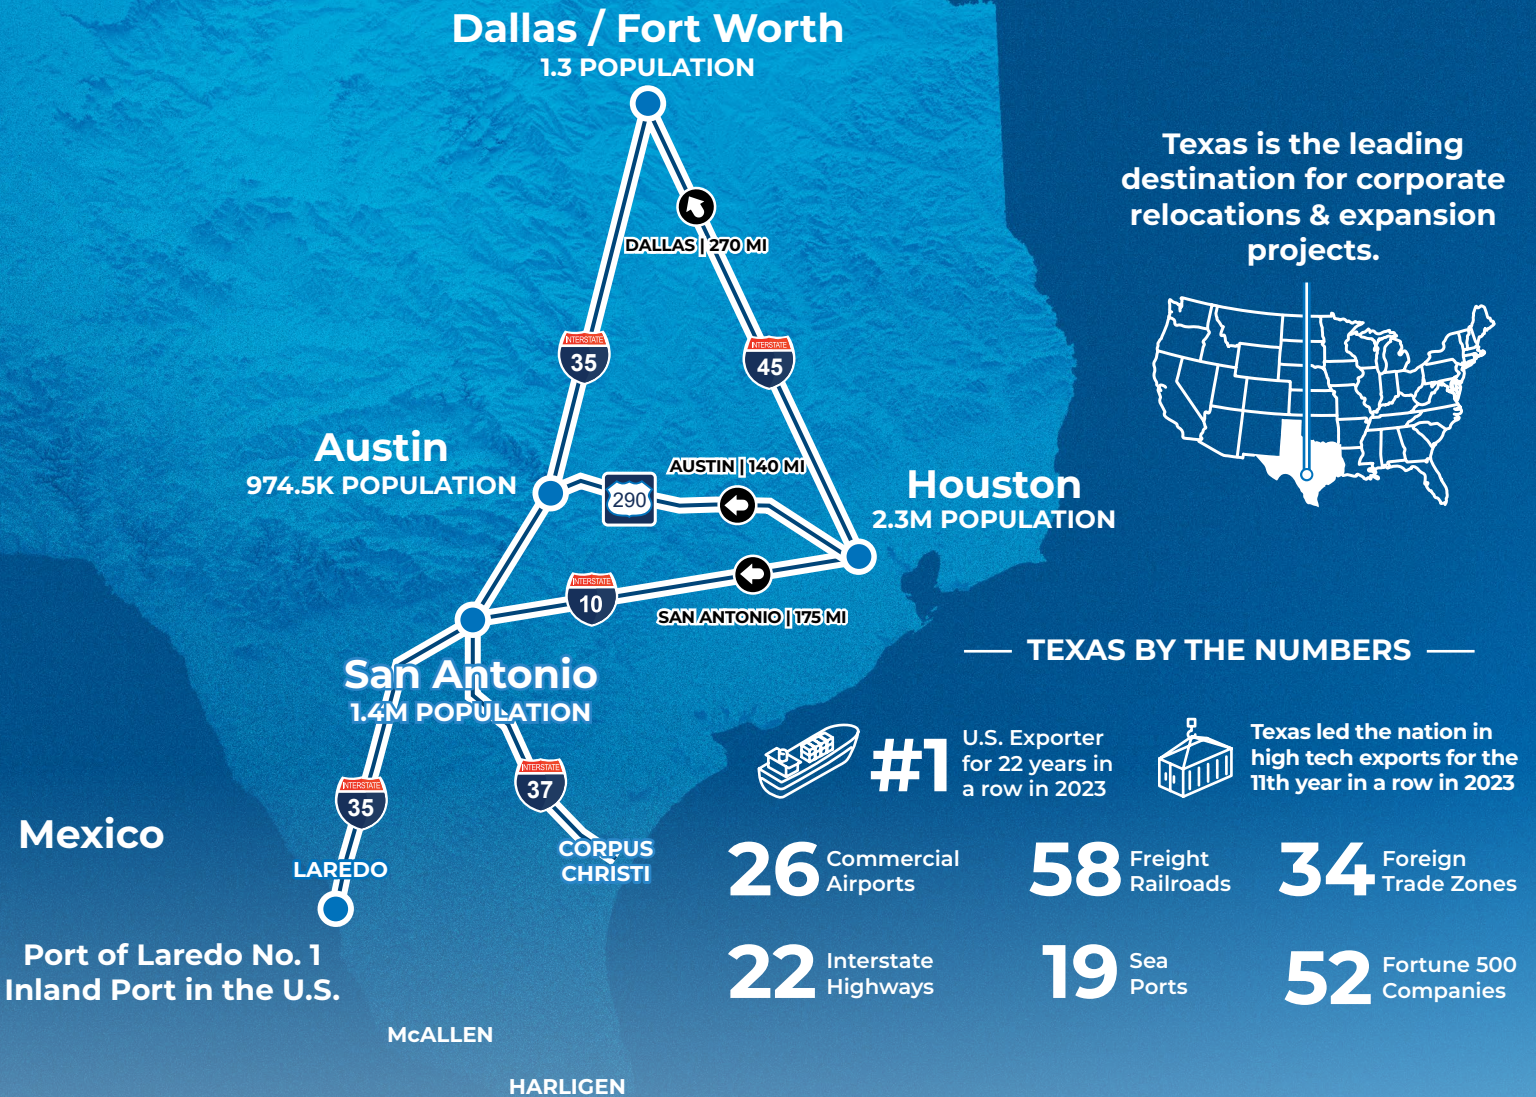 Dallas / Fort Worth
1.3 POPULATION
DALLAS | 270 MI
INTERSTATE
35
INTERSTATE
45
Austin
974.5K POPULATION
AUSTIN | 140 MI
290
Houston
2.3M POPULATION
INTERSTATE
10
SAN ANTONIO | 175 MI
San Antonio
1.4M POPULATION
INTERSTATE
35
INTERSTATE
37
Mexico
LAREDO
CORPUS
CHRISTI
Port of Laredo No. 1
Inland Port in the U.S.
McALLEN
HARLIGEN
Texas is the leading
destination for corporate
relocations & expansion
projects.
TEXAS BY THE NUMBERS
#1
U.S. Exporter
for 22 years in
a row in 2023
Texas led the nation in
high tech exports for the
11th year in a row in 2023
26
Commercial
Airports
58
Freight
Railroads
34
Foreign
Trade Zones
22
Interstate
Highways
19
Sea
Ports
52
Fortune 500
Companies